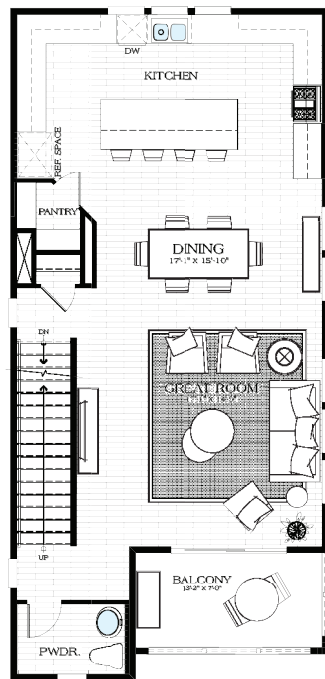 DW
KITCHEN
REF. SPACE
PANTRY
DINING
17'-1" X 15'-10"
DN
GREAT ROOM
UP
BALCONY
13'-2" X 7'-0"
PWDR.